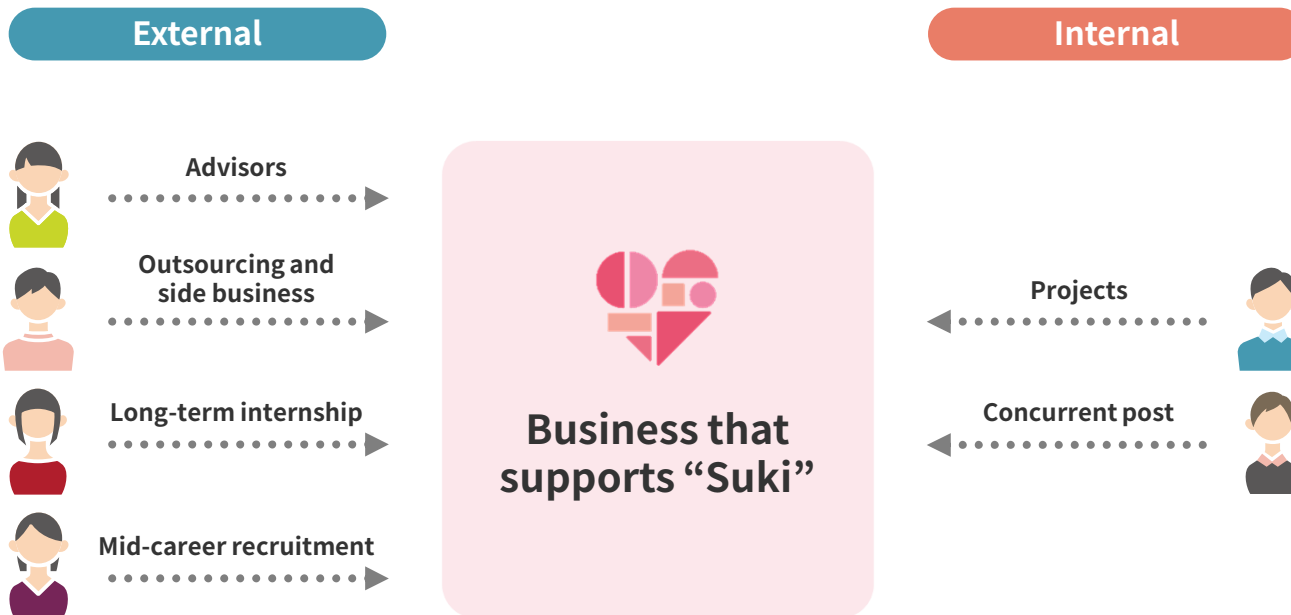 External
Internal
Advisors
Outsourcing and
side business
Long-term internship
Mid-career recruitment
Business that
supports “Suki”
Projects
Concurrent post